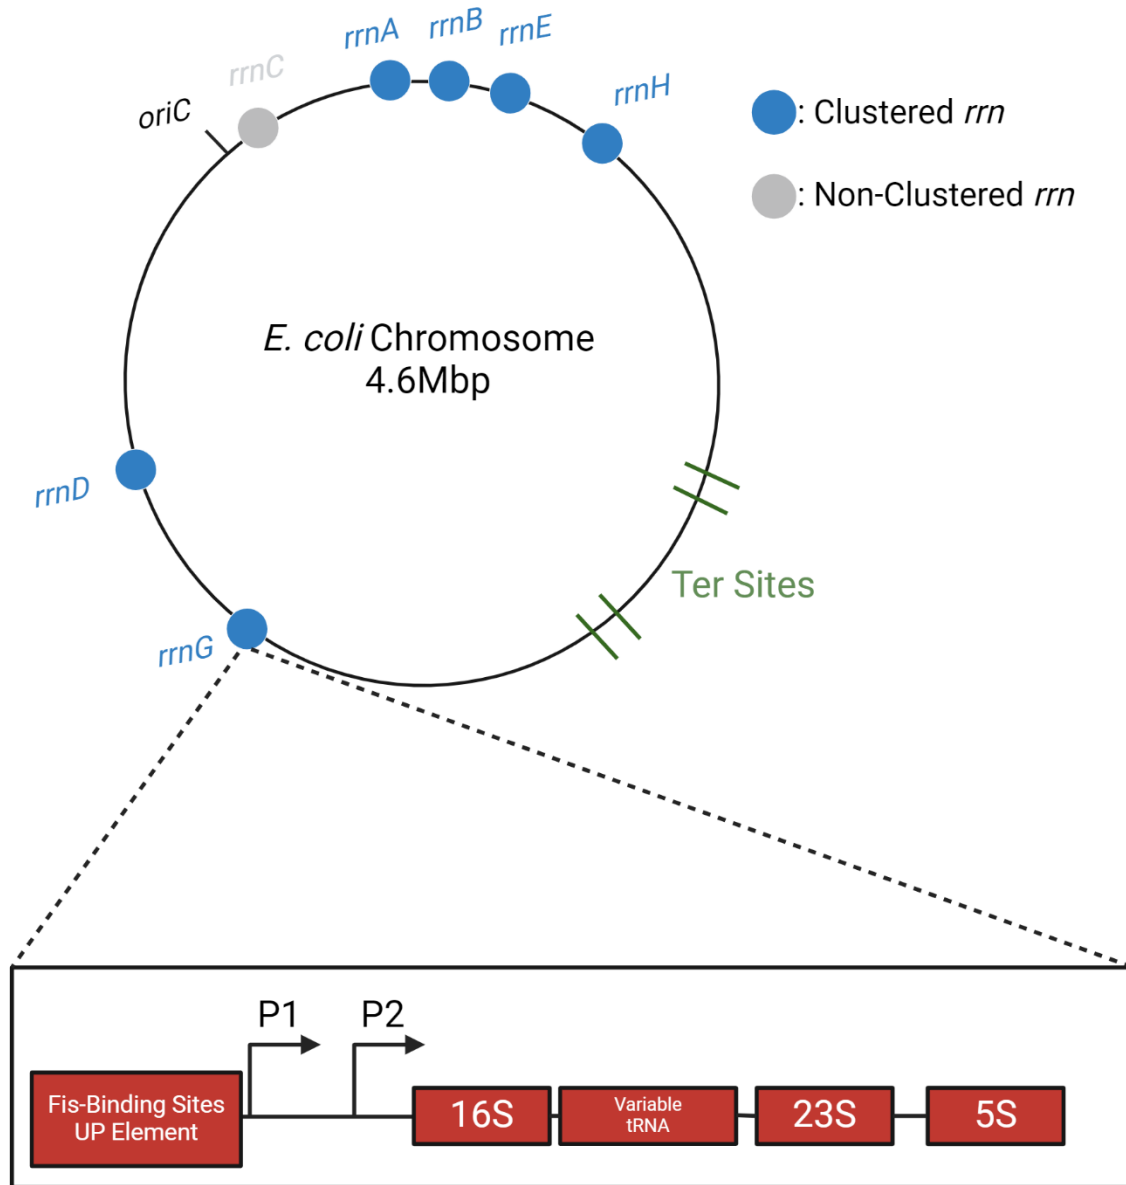 rrnA
rrnB
rrnE
rrnC
rrnH
oriC
: Clustered rrn
: Non-Clustered rrn
E. coli Chromosome
4.6Mbp
rrnD
Ter Sites
rrnG
P1
P2
Fis-Binding Sites
UP Element
16S
Variable
tRNA
23S
5S